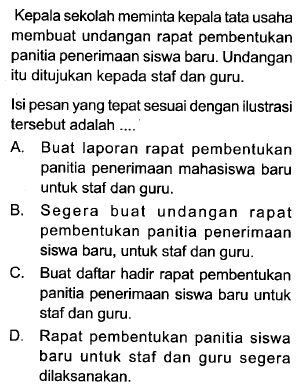 Kepala sekolah meminta kepala tata usaha
membuat undangan rapat pembentukan
panitia penerimaan siswa baru. Undangan
itu ditujukan kepada staf dan guru.
Isi pesan yang tepat sesuai dengan ilustrasi
tersebut adalah ....
A. Buat laporan rapat pembentukan
panitia penerimaan mahasiswa baru
untuk staf dan guru.
B. Segera buat undangan rapat
pembentukan panitia penerimaan
siswa baru, untuk staf dan guru.
C. Buat daftar hadir rapat pembentukan
panitia penerimaan siswa baru untuk
staf dan guru.
D. Rapat pembentukan panitia siswa
baru untuk staf dan guru segera
dilaksanakan.